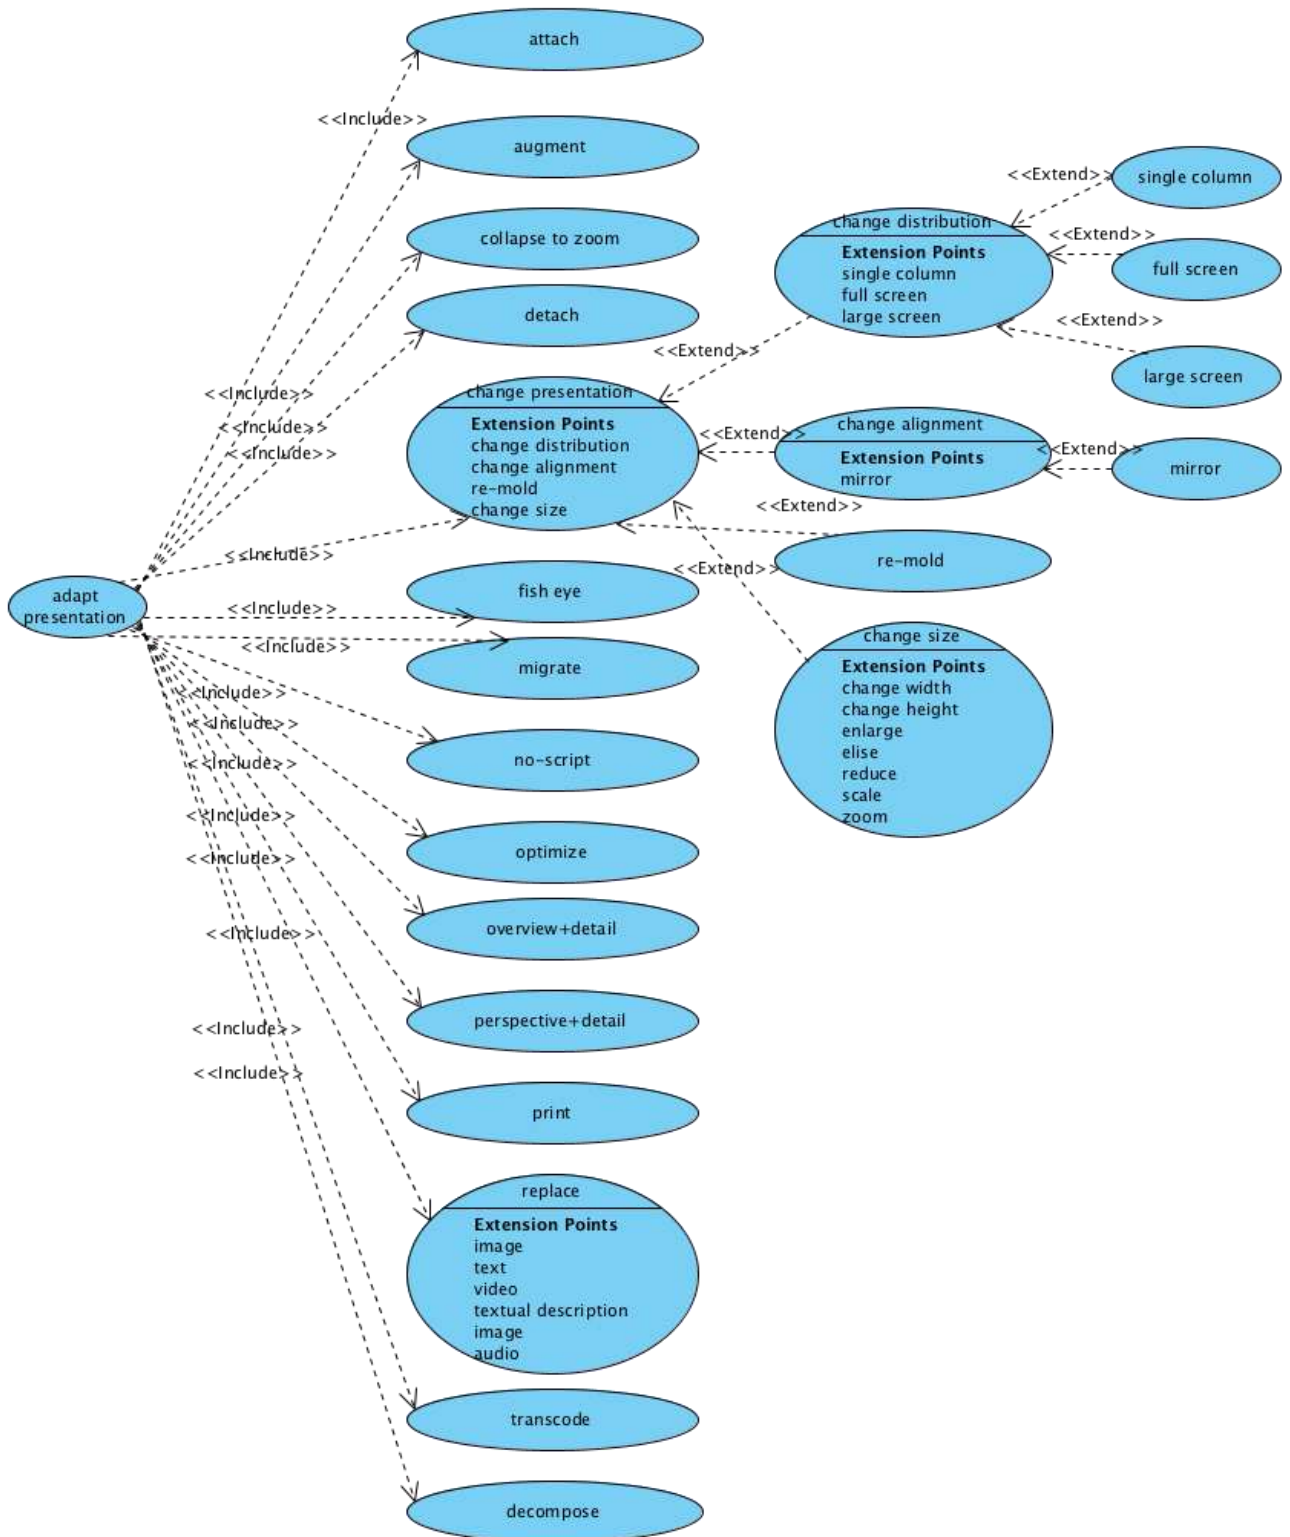 attach
<<Include>>
augment
single column
<<Extend>>
change distribution
<<Extend>>
collapse to zoom
Extension Points
single column
full screen
full screen
large screen
detach
<<Extend>>
<<Extend>>
large screen
change presentation
<<Include>>
Extension Points
change distribution
change alignment
re-mold
change size
<<Include>>
<<Include>>
<<Extend>>
change alignment
Extension Points
mirror
<<Extend>>
mirror
<<Extend>>
<<Include>>
re-mold
<<Extend>>
adapt
presentation
fish eye
<<Include>>
<<Include>>
migrate
change size
Extension Points
change width
change height
enlarge
elise
reduce
scale
zoom
<<Include>>
<<Include>>
<<Include>>
no-script
<<Include>>
<<Include>>
optimize
<<Include>>
overview+detail
perspective+detail
<<Include>>
<<Include>>
print
replace
Extension Points
image
text
video
textual description
image
audio
transcode
decompose